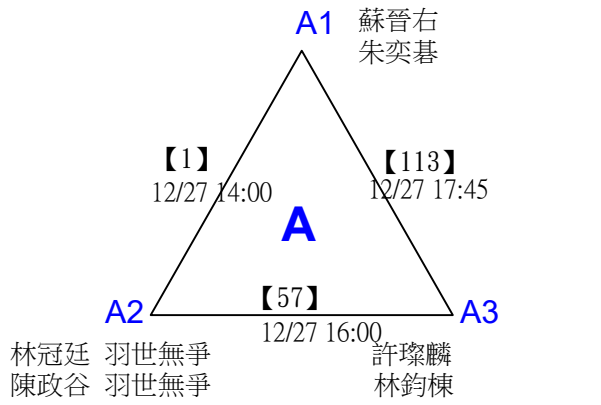 A1 蘇晉右
朱奕碁
【1】
12/27 14:00
【113】
12/27 17:45
A
【57】
12/27 16:00
A2
A3
林冠廷 羽世無爭
陳政谷 羽世無爭
許璨麟
林鈞棟